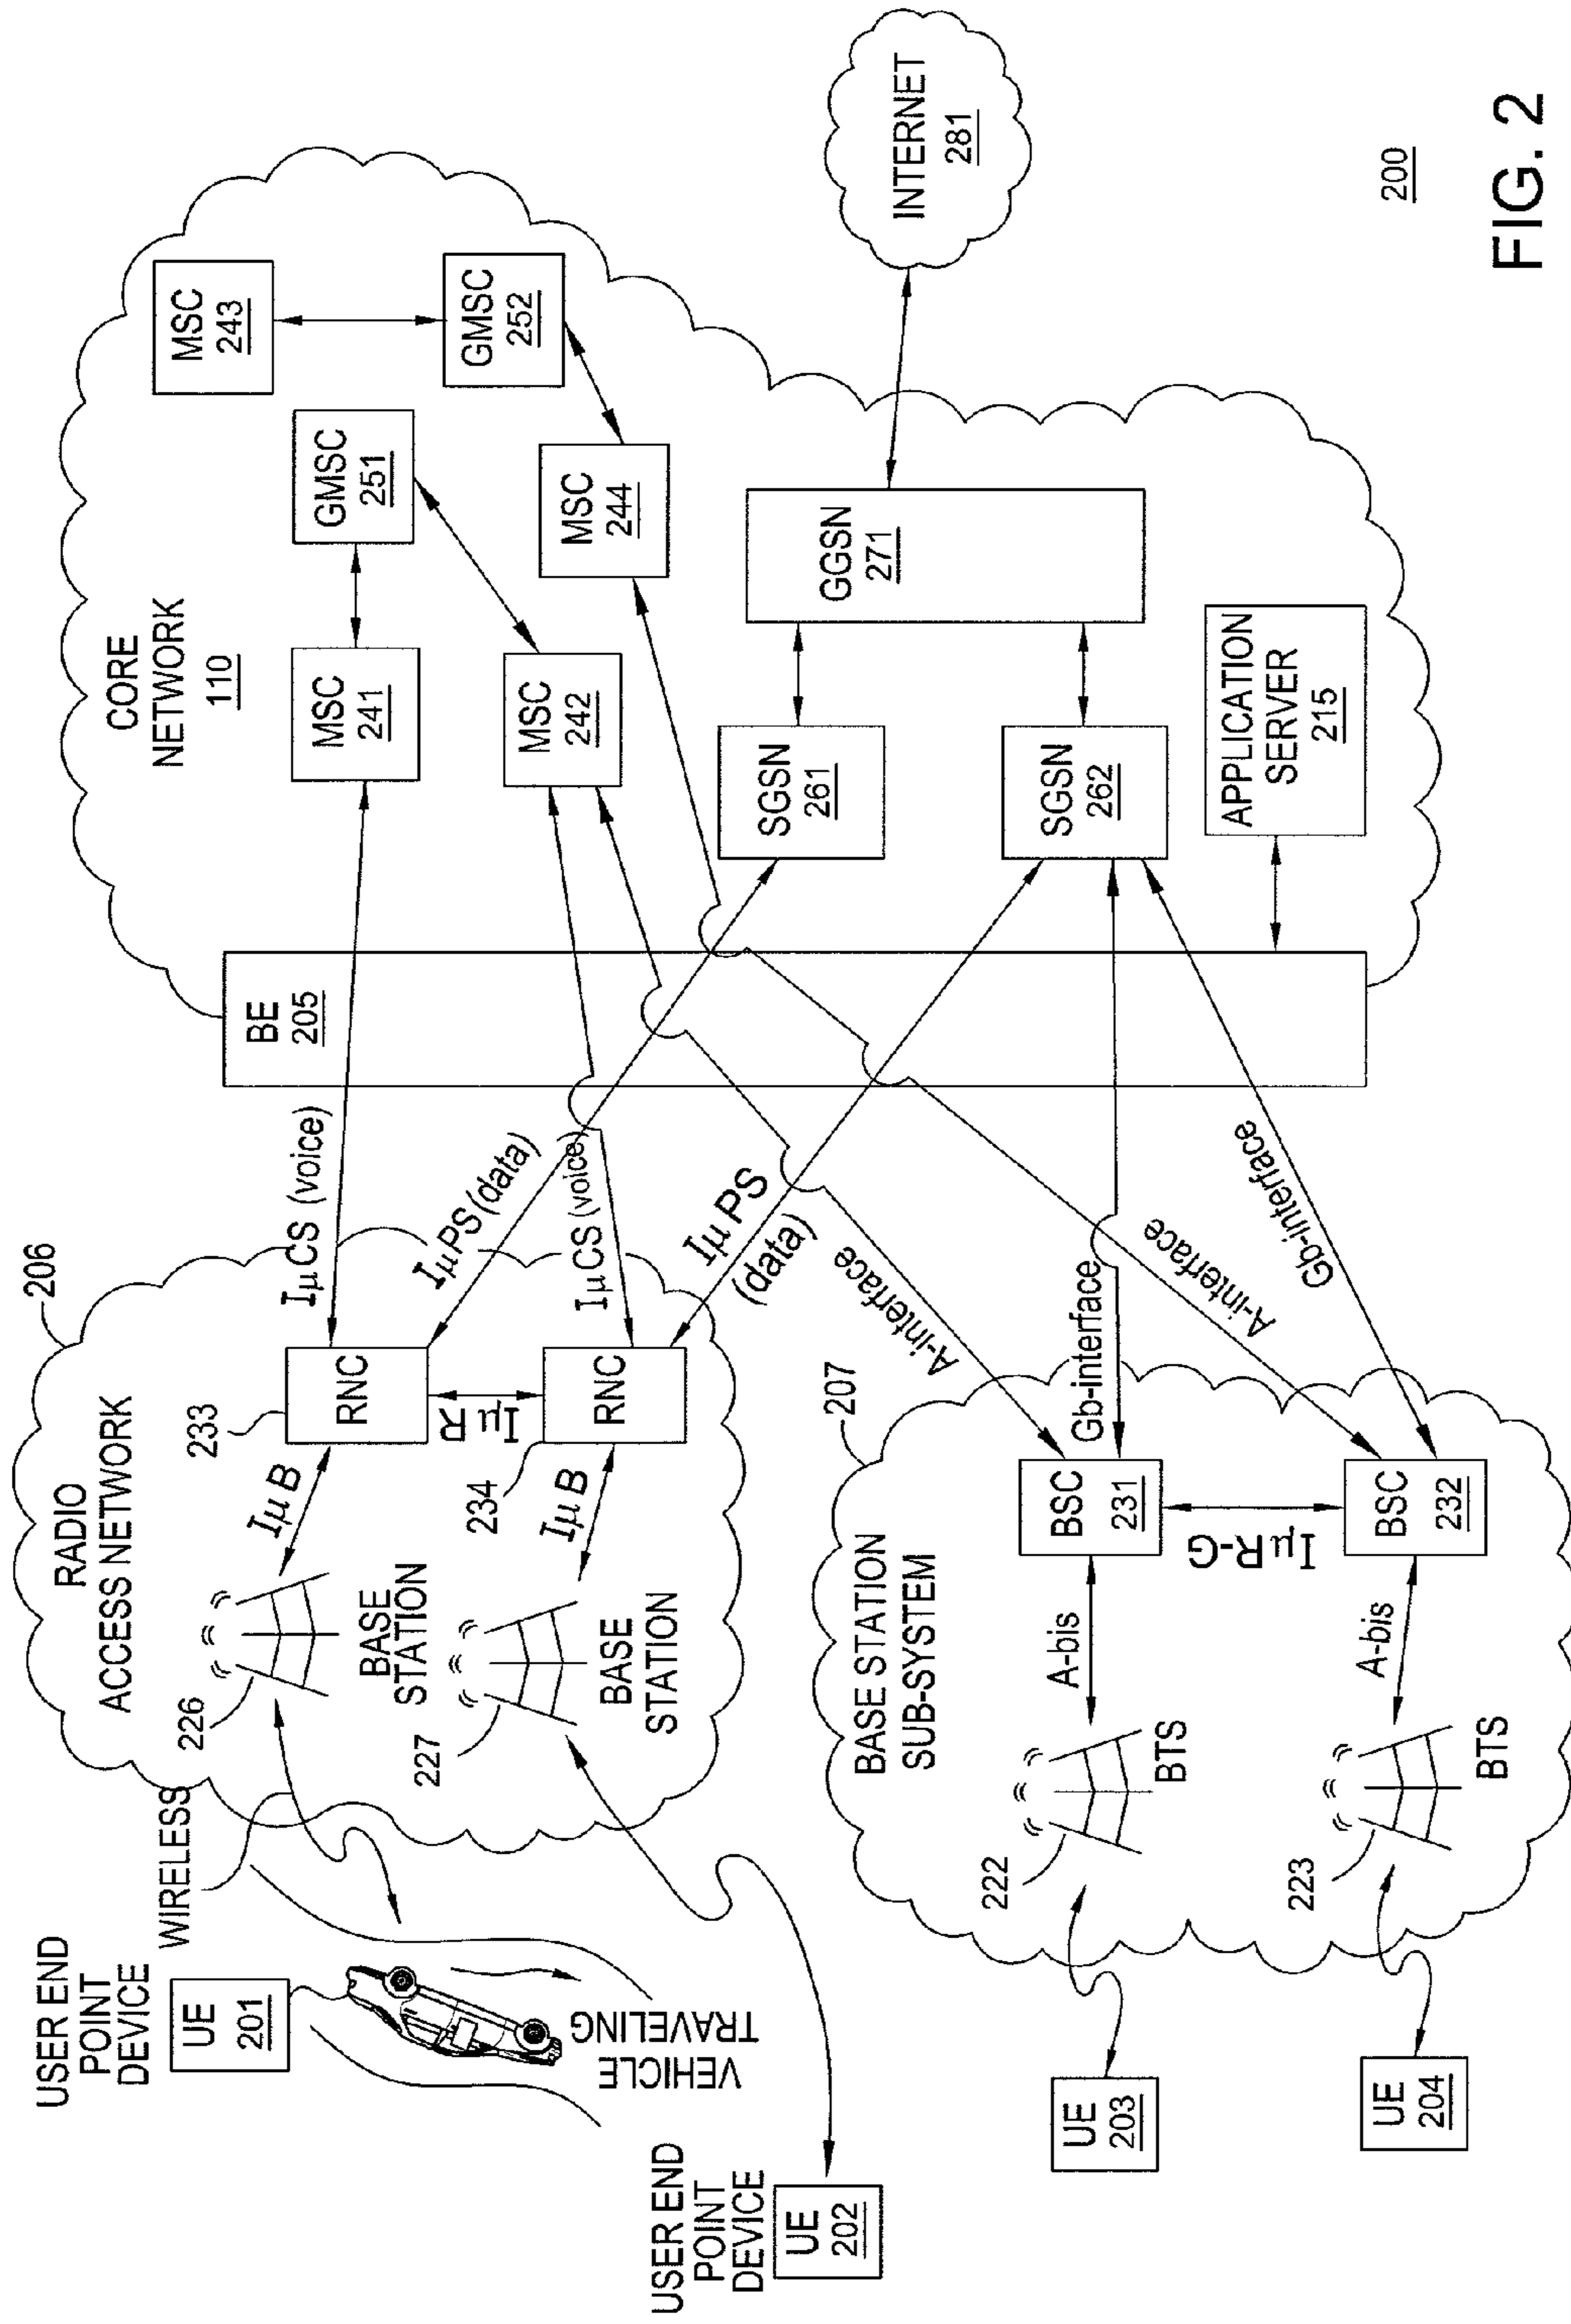 USER END
POINT
DEVICE
UE
201
WIRELESS
VEHICLE
TRAVELING
USER END
POINT
DEVICE
UE
202
UE
203
UE
204
RADIO
ACCESS NETWORK
206
226
BASE
STATION
227
BASE
STATION
IμB
IμB
233
RNC
IμR
234
RNC
BASE STATION
SUB-SYSTEM
207
222
BTS
223
BTS
A-bis
A-bis
BSC
231
IμR-G
BSC
232
IμCS (voice)
IμPS (data)
IμCS (voice)
IμPS
(data)
A-interface
Gb-interface
A-interface
Gb-interface
BE
205
CORE
NETWORK
110
MSC
241
GMSC
251
MSC
243
GMSC
252
MSC
242
MSC
244
SGSN
261
SGSN
262
GGSN
271
APPLICATION
SERVER
215
INTERNET
281
200
FIG. 2